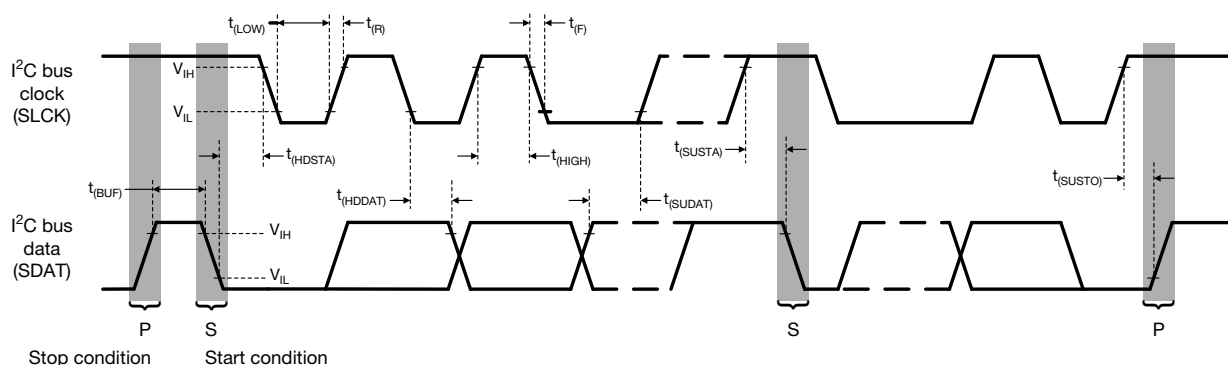 t(LOW)
t(R)
t(F)
I²C bus
clock
(SLCK)
VIH
VIL
t(HDSTA)
t(HIGH)
t(SUSTA)
t(BUF)
t(HDDAT)
t(SUDAT)
t(SUSTO)
I²C bus
data
(SDAT)
VIH
VIL
P
S
S
P
Stop condition
Start condition